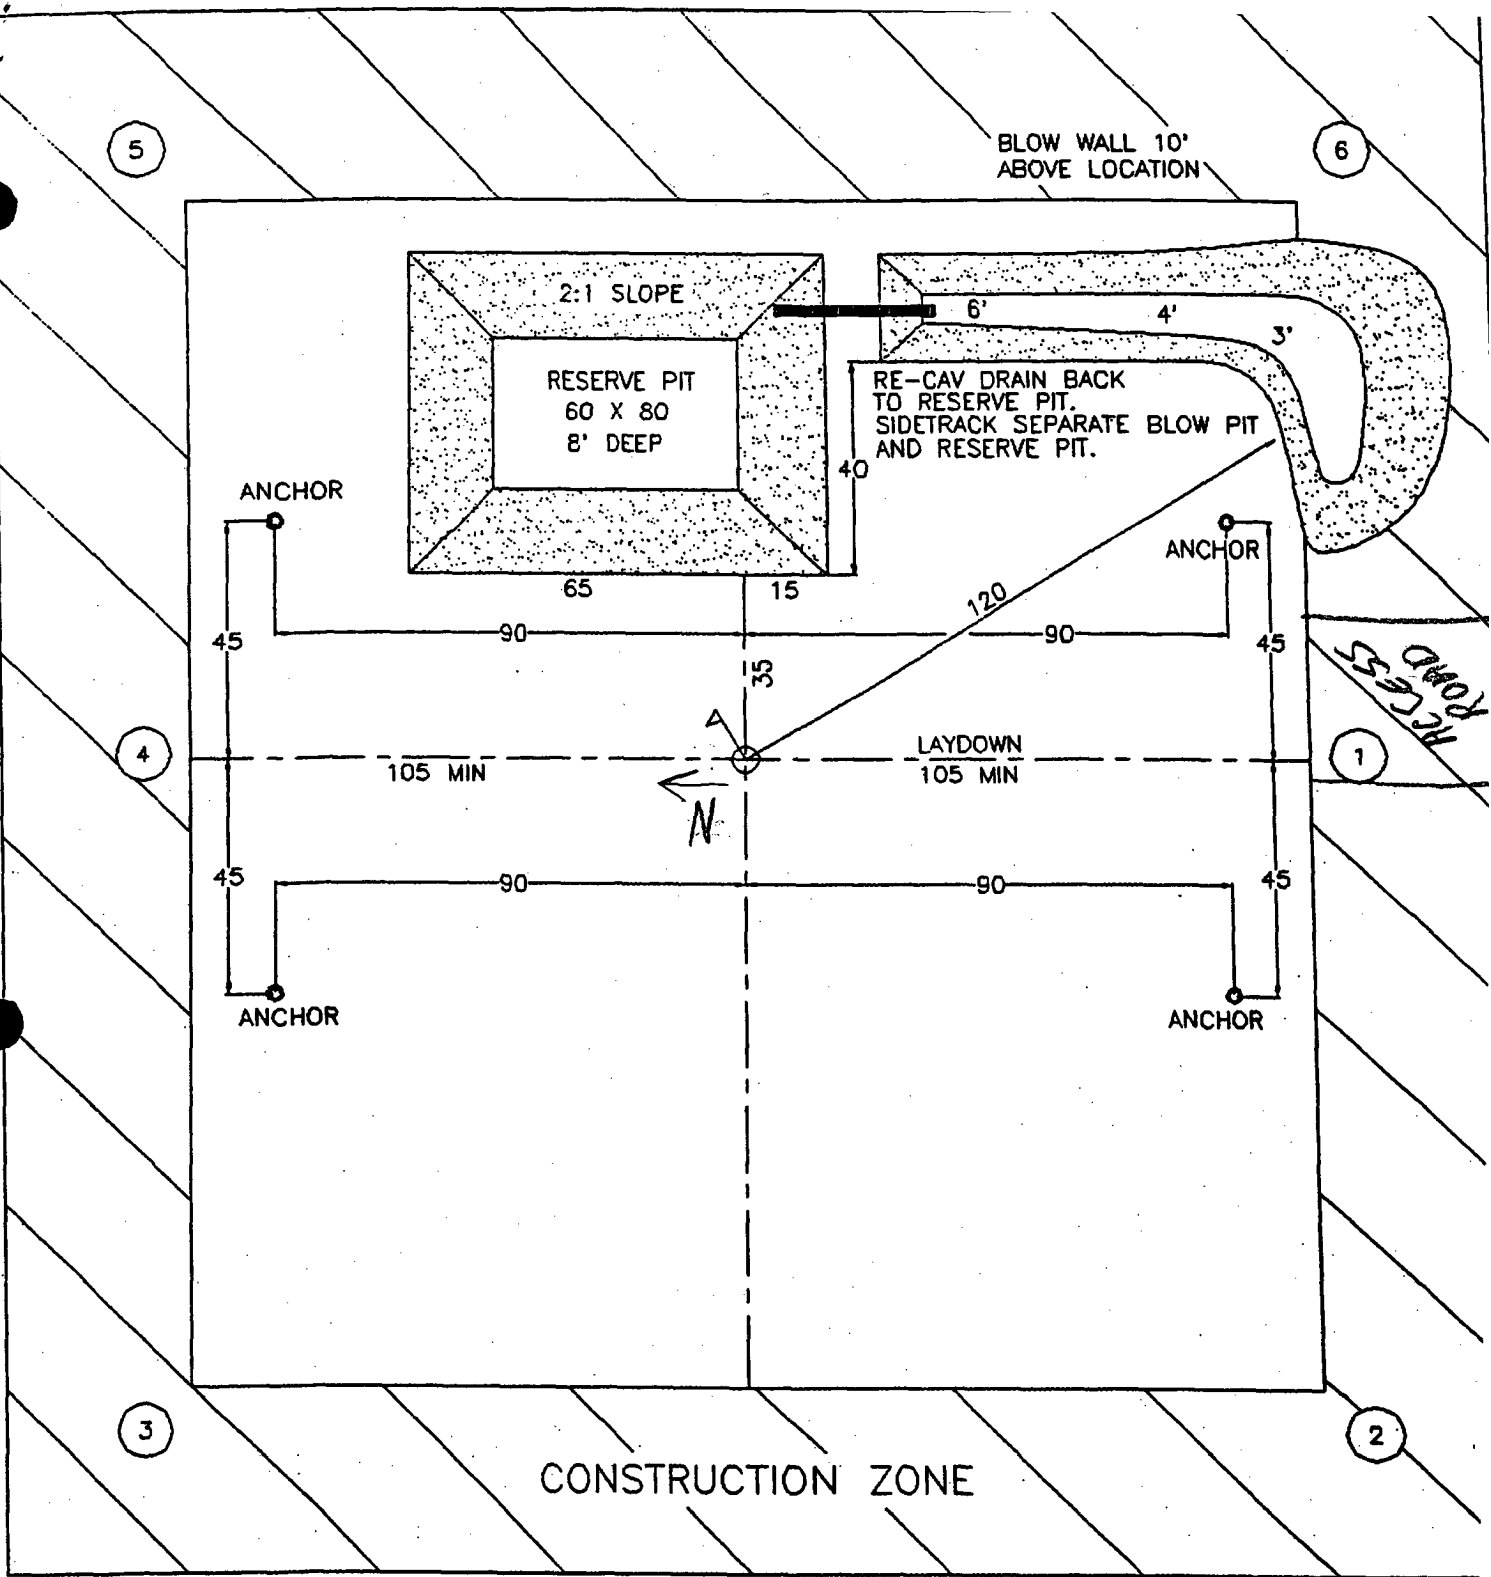 5
BLOW WALL 10'
ABOVE LOCATION
6
2:1 SLOPE
6'
4'
3'
RESERVE PIT
60 X 80
8' DEEP
RE-CAV DRAIN BACK
TO RESERVE PIT.
SIDETRACK SEPARATE BLOW PIT
AND RESERVE PIT.
40
ANCHOR
ANCHOR
65
15
120
45
90
90
45
35
ACCESS
ROAD
4
105 MIN
LAYDOWN
105 MIN
1
N
45
90
90
45
ANCHOR
ANCHOR
3
2
CONSTRUCTION ZONE